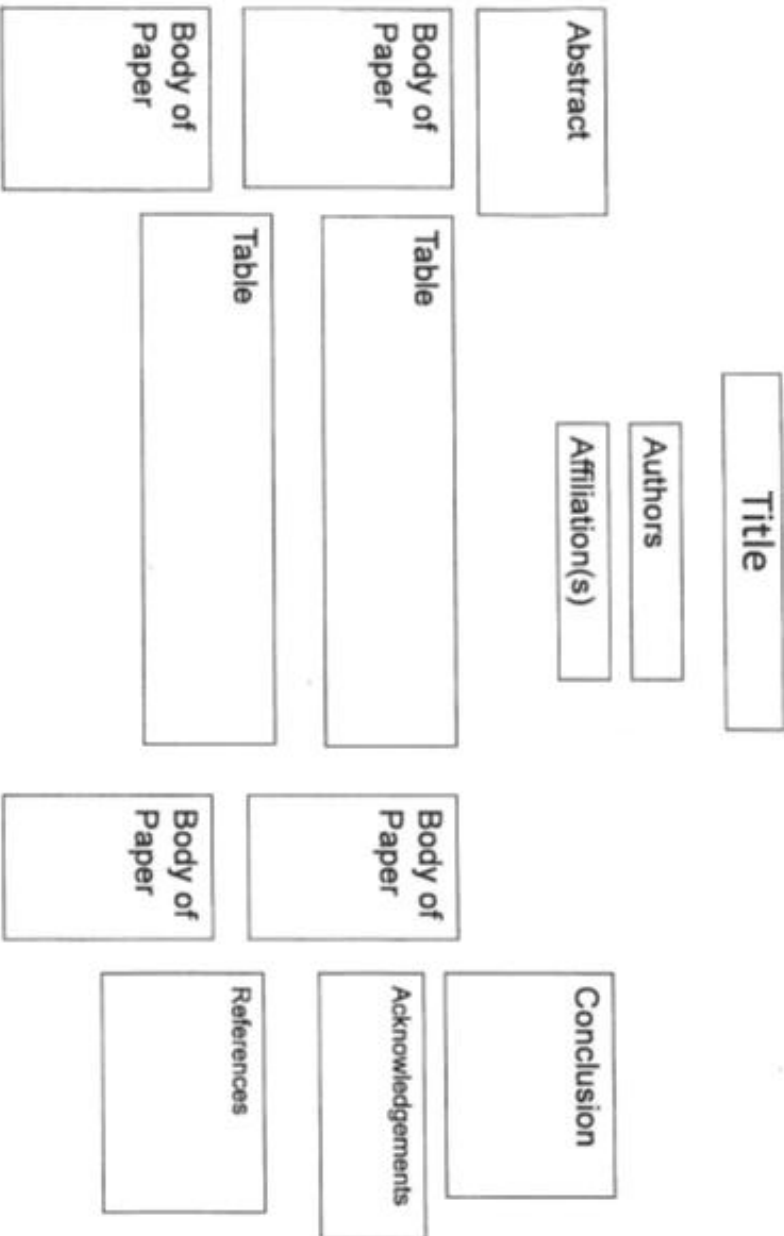 Title
Authors
Affiliation(s)
Abstract
Body of
Paper
Body of
Paper
Table
Table
Body of
Paper
Body of
Paper
Conclusion
Acknowledgements
References